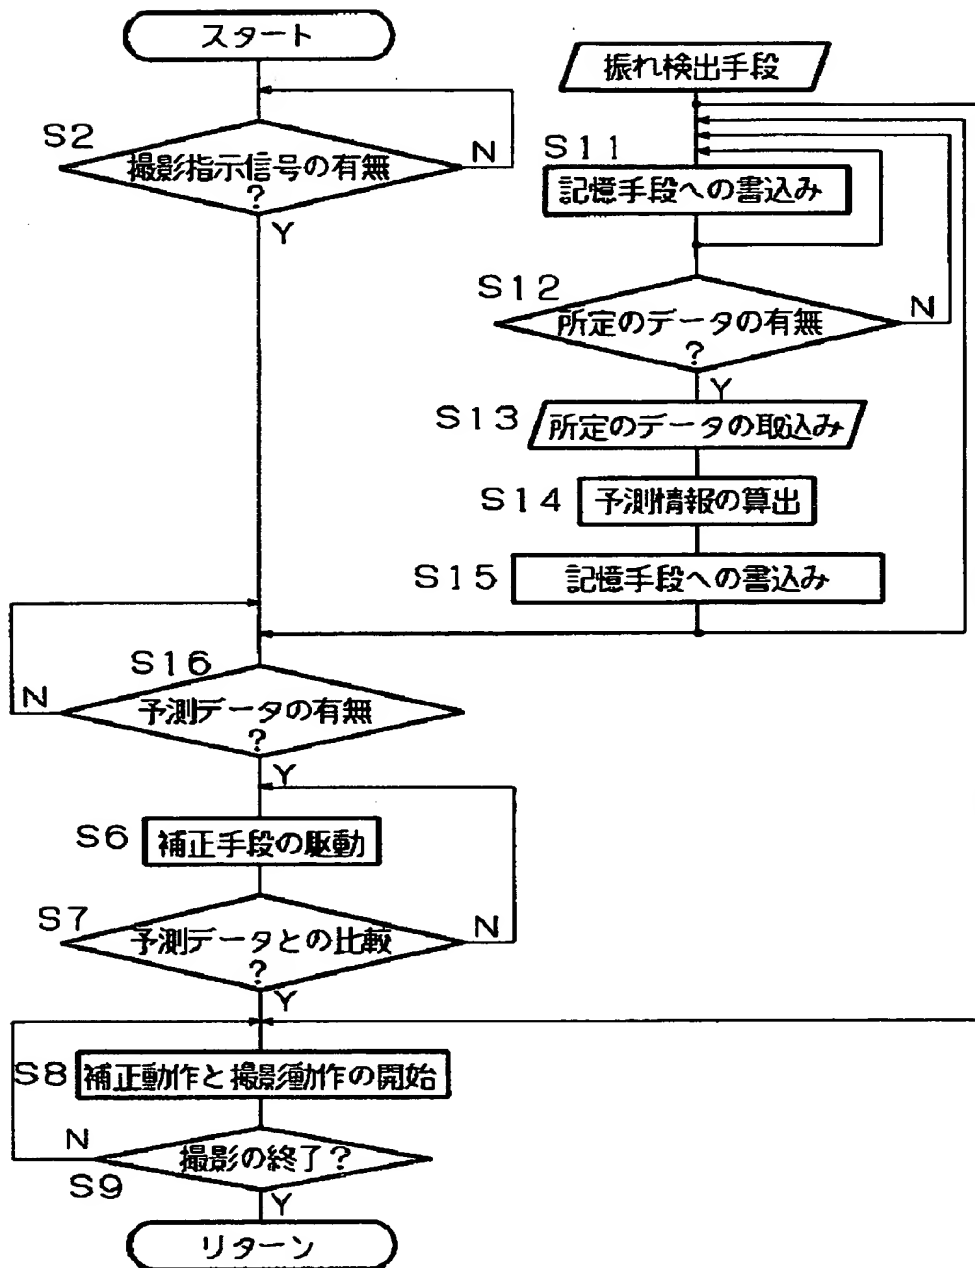 スタート
振れ検出手段
S2
撮影指示信号の有無
?
N
Y
S11
記憶手段への書込み
S12
所定のデータの有無
?
N
Y
S13
所定のデータの取込み
S14
予測情報の算出
S15
記憶手段への書込み
S16
予測データの有無
?
N
Y
S6
補正手段の駆動
S7
予測データとの比較
?
N
Y
S8
補正動作と撮影動作の開始
N
撮影の終了?
S9
Y
リターン